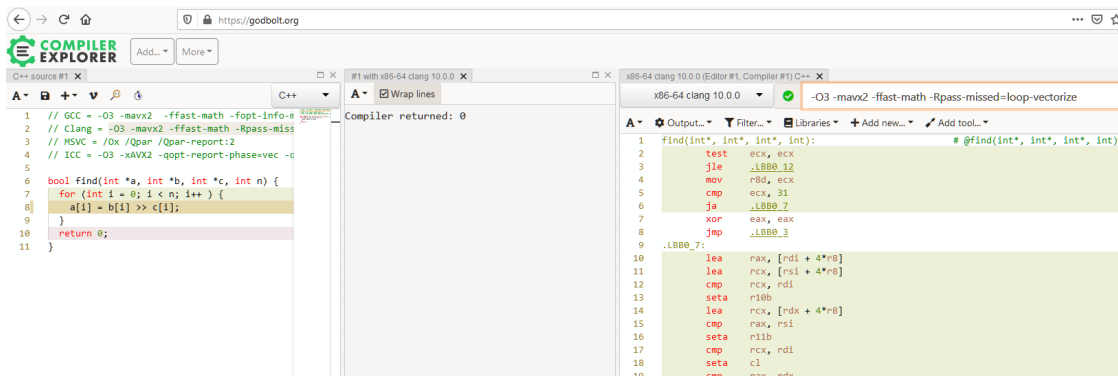 https://godbolt.org
COMPILER
EXPLORER
Add...
More
C++ source #1 X
#1 with x86-64 clang 10.0.0 X
x86-64 clang 10.0.0 (Editor #1, Compiler #1) C++ X
A
C++
A
Wrap lines
x86-64 clang 10.0.0
-O3 -mavx2 -ffast-math -Rpass-missed=loop-vectorize
A
Output...
Filter...
Libraries
+ Add new...
Add tool...
1 // GCC = -O3 -mavx2 -ffast-math -fopt-info-m
2 // Clang = -O3 -mavx2 -ffast-math -Rpass-miss
3 // MSVC = /Ox /Qpar /Qpar-report:2
4 // ICC = -O3 -xAVX2 -qopt-report-phase=vec -q
5
6 bool find(int *a, int *b, int *c, int n) {
7 for (int i = 0; i < n; i++ ) {
8 a[i] = b[i] >> c[i];
9 }
10 return 0;
11 }
Compiler returned: 0
1 find(int*, int*, int*, int): # @find(int*, int*, int*, int)
2 test ecx, ecx
3 jle .LBB0_12
4 mov r8d, ecx
5 cmp ecx, 31
6 ja .LBB0_7
7 xor eax, eax
8 jmp .LBB0_3
9 .LBB0_7:
10 lea rax, [rdi + 4*r8]
11 lea rcx, [rsi + 4*r8]
12 cmp rcx, rdi
13 seta r10b
14 lea rcx, [rdx + 4*r8]
15 cmp rax, rsi
16 seta r11b
17 cmp rcx, rdi
18 seta cl
19 cmp rax, rdx